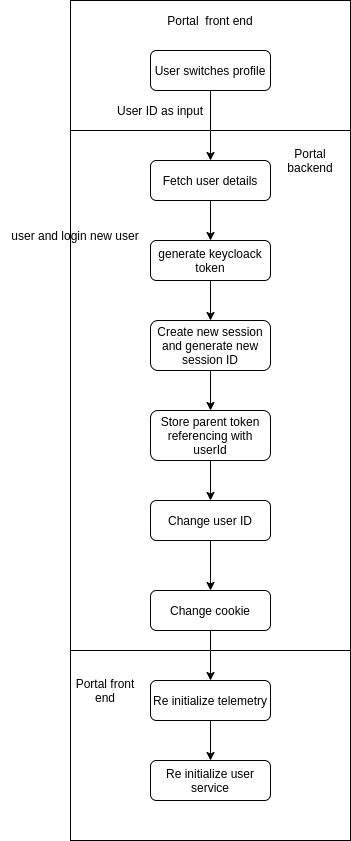 Portal  front end
User switches profile
User ID as input
Portal
backend
Fetch user details
user and login new user
generate keycloack
token
Create new session
and generate new
session ID
Store parent token
referencing with
userId
Change user ID
Change cookie
Portal front
end
Re initialize telemetry
Re initialize user
service